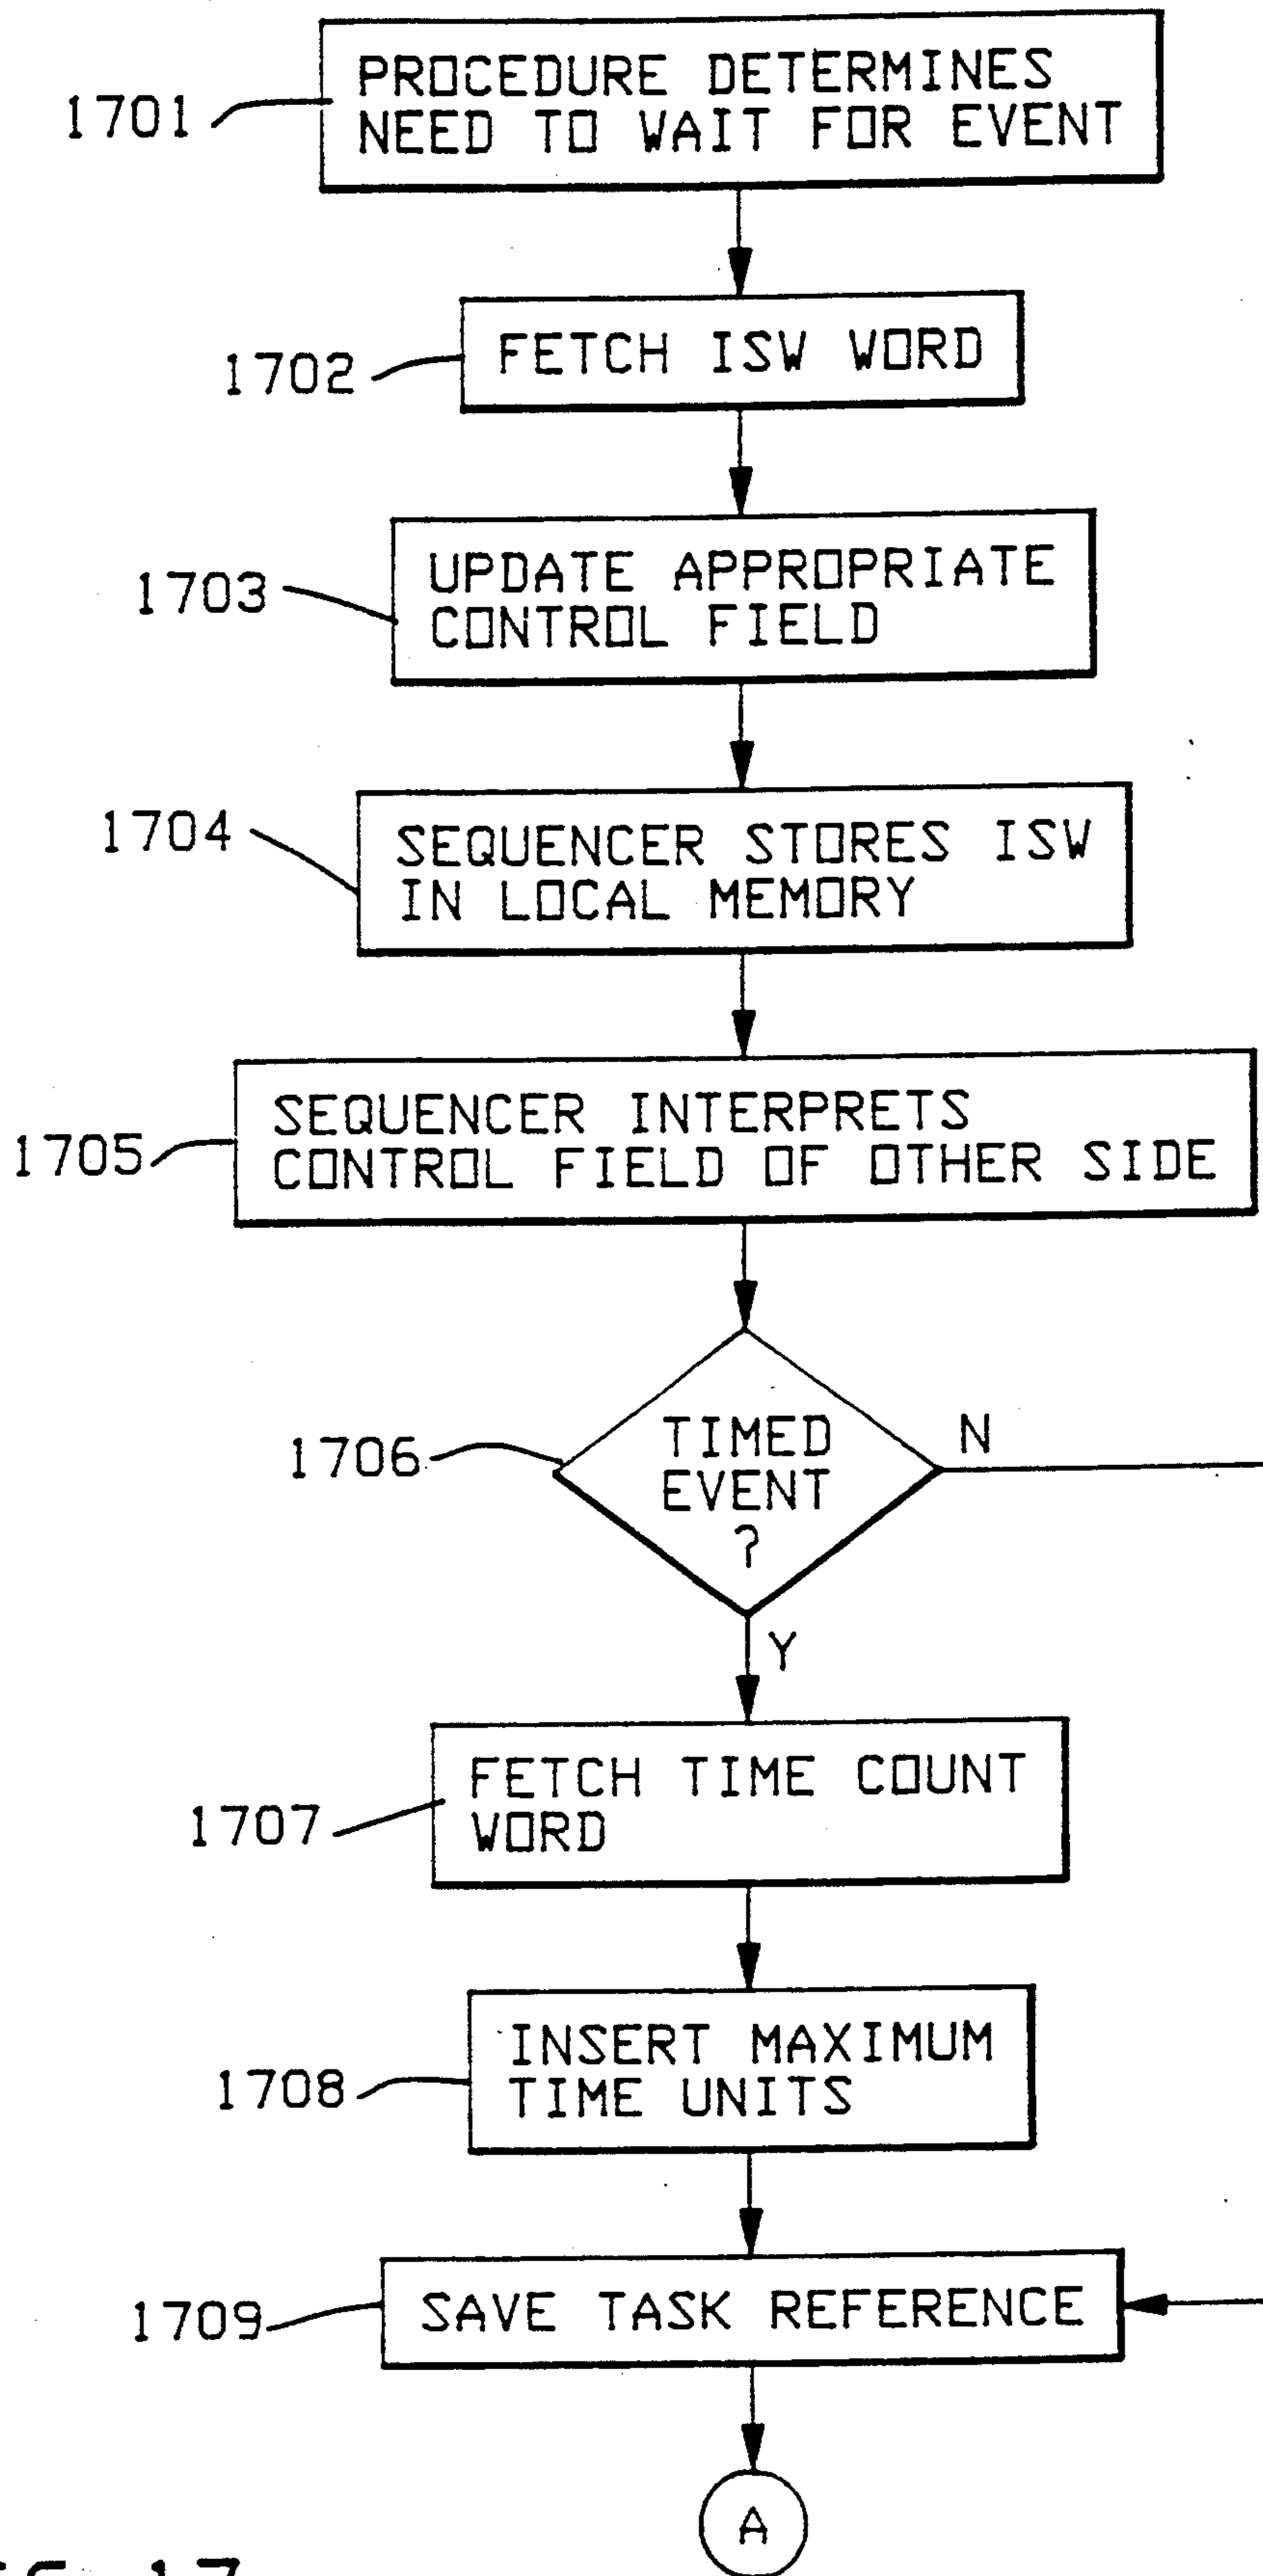 1701
PROCEDURE DETERMINES
NEED TO WAIT FOR EVENT
1702
FETCH ISW WORD
1703
UPDATE APPROPRIATE
CONTROL FIELD
1704
SEQUENCER STORES ISW
IN LOCAL MEMORY
1705
SEQUENCER INTERPRETS
CONTROL FIELD OF OTHER SIDE
1706
TIMED
EVENT
?
N
Y
1707
FETCH TIME COUNT
WORD
1708
INSERT MAXIMUM
TIME UNITS
1709
SAVE TASK REFERENCE
A